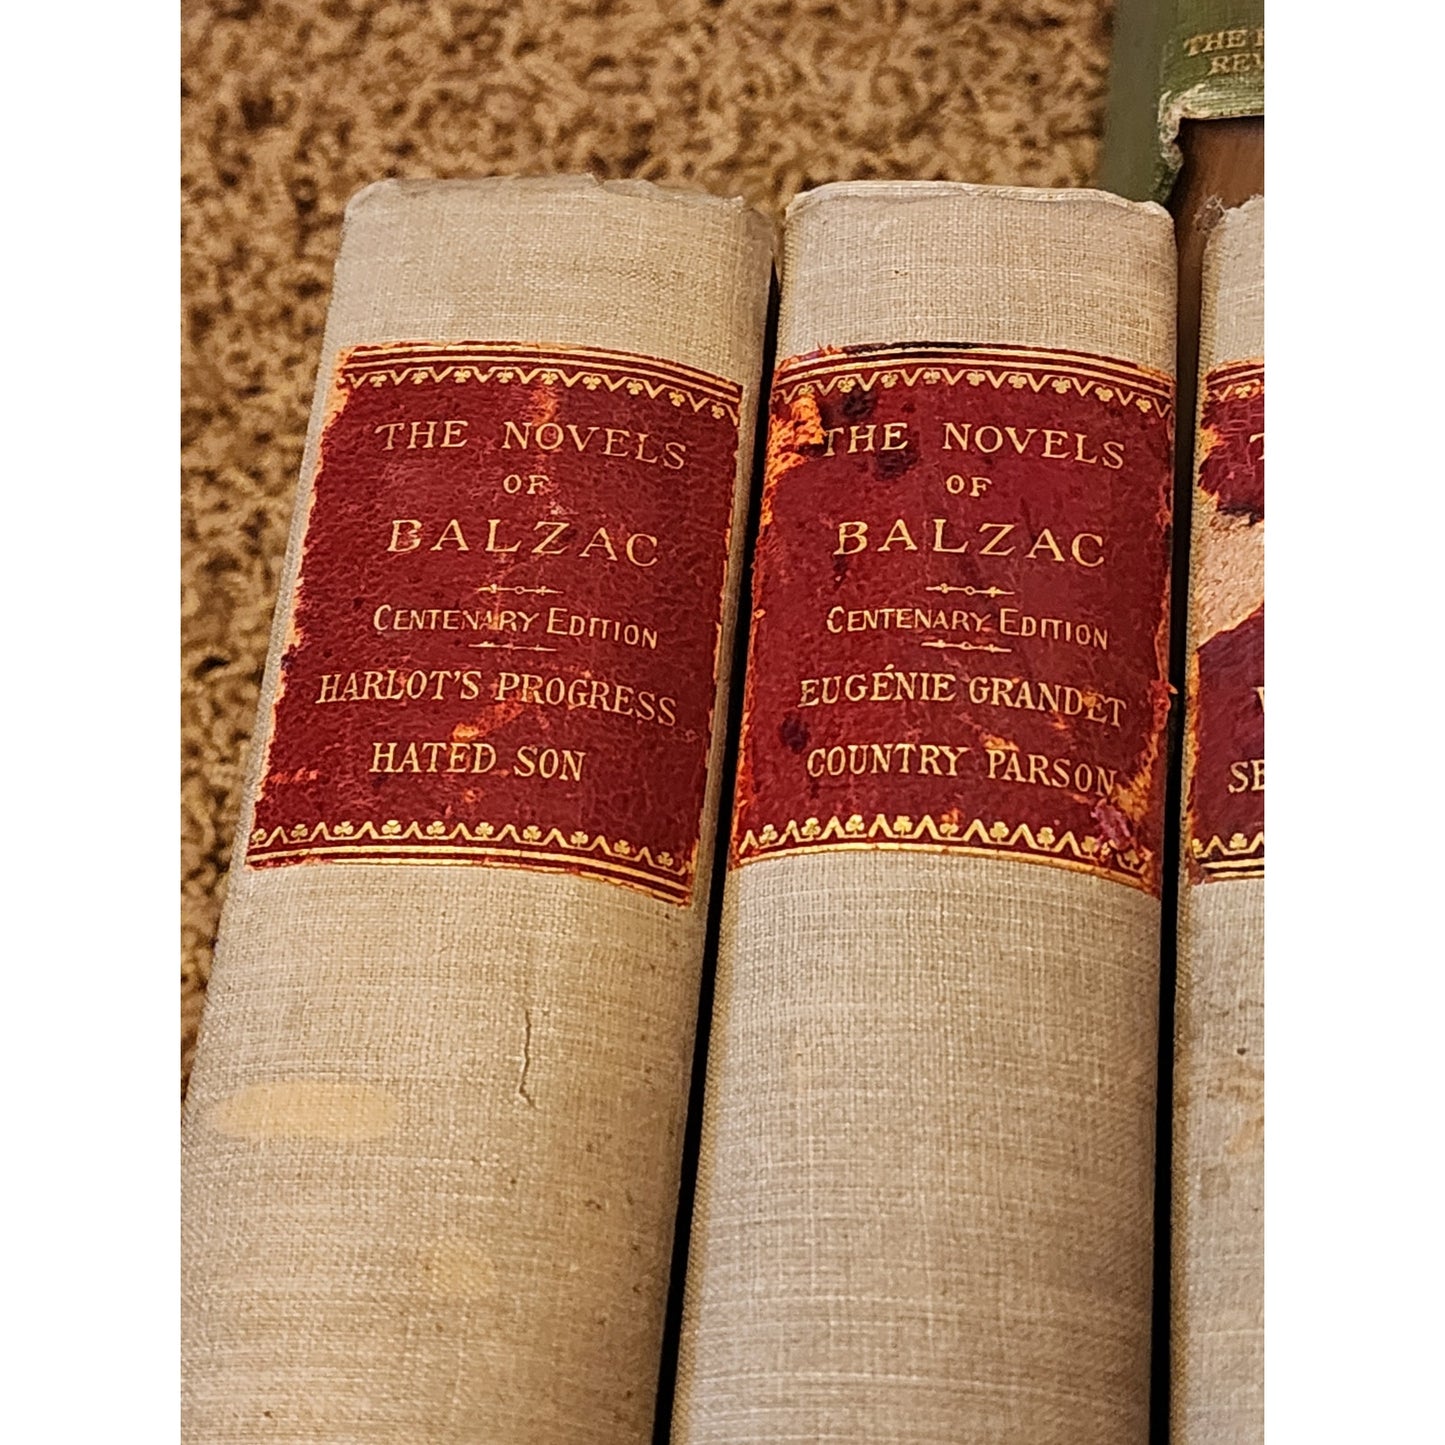 THE NOVELS
OF
BALZAC
CENTENARY EDITION
HARLOT'S PROGRESS
HATED SON
THE NOVELS
OF
BALZAC
CENTENARY EDITION
EUGÉNIE GRANDET
COUNTRY PARSON
THE